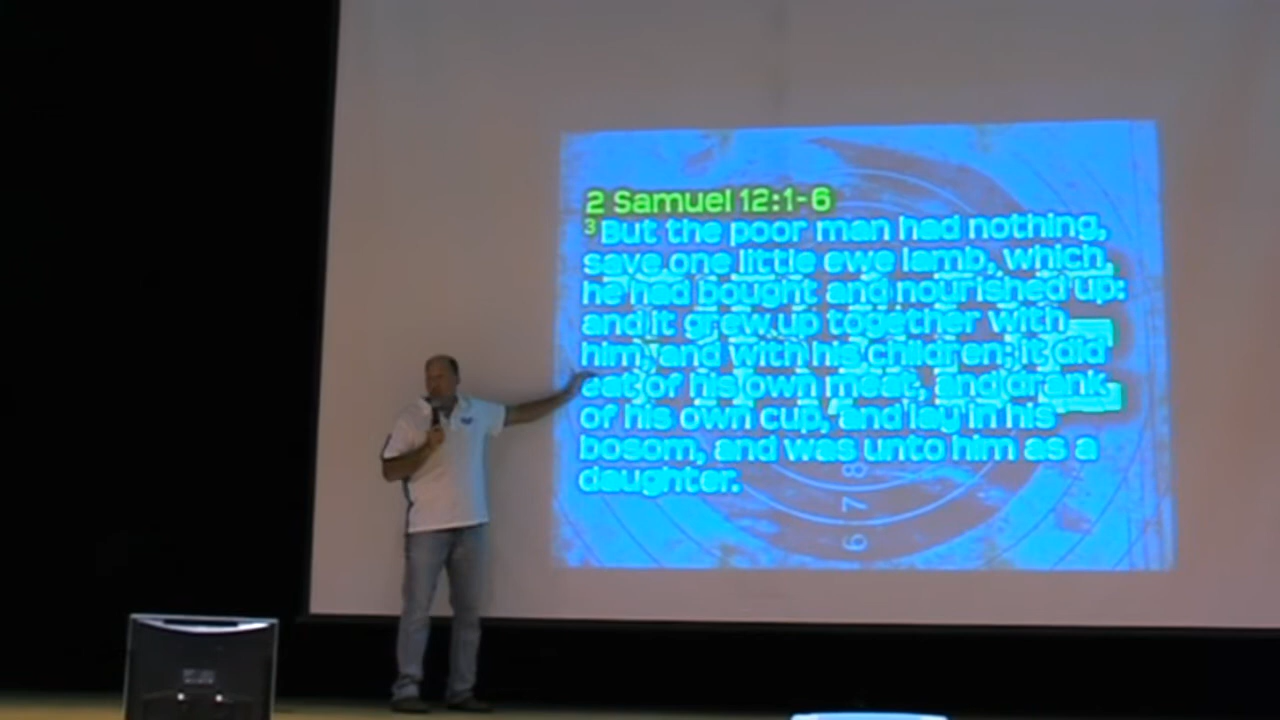 2 Samuel 12:1-6
3 But the poor man had nothing,
save one little ewe lamb, which
he had bought and nourished up:
and it grew up together with
him, and with his children; it did
eat of his own meat, and drank
of his own cup, and lay in his
bosom, and was unto him as a
daughter.
8
7
6